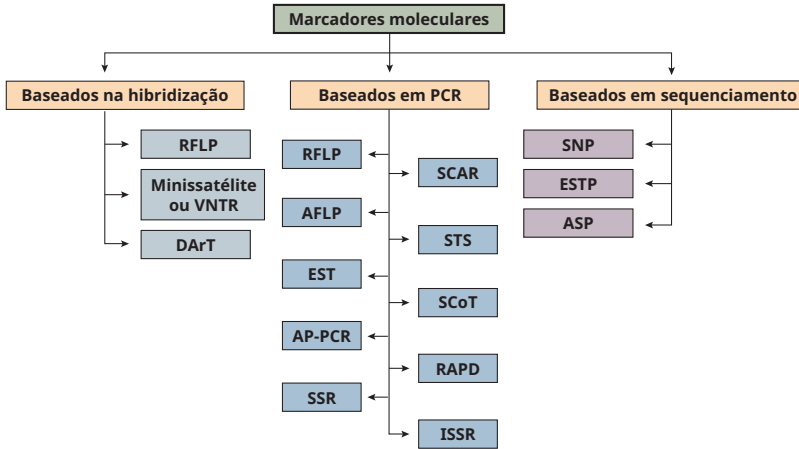 Marcadores moleculares
Baseados na hibridização
RFLP
Minissatélite
ou VNTR
DArT
Baseados em PCR
RFLP
SCAR
AFLP
STS
EST
SCoT
AP-PCR
RAPD
SSR
ISSR
Baseados em sequenciamento
SNP
ESTP
ASP